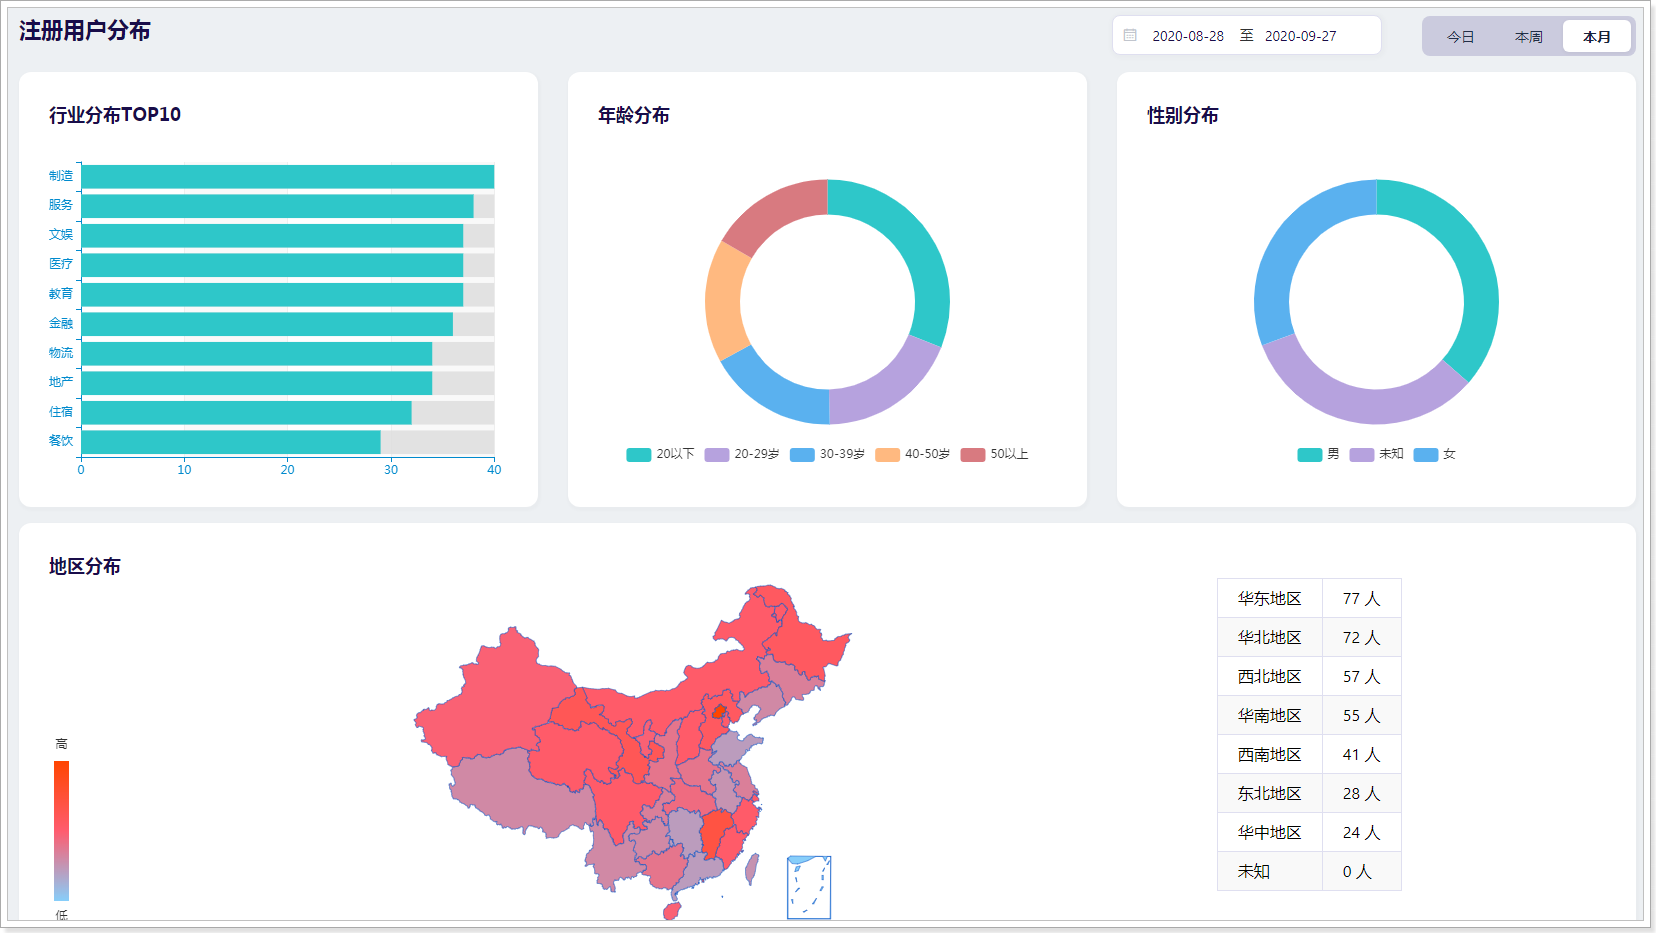 注册用户分布
2020-08-28 至 2020-09-27
今日 本周 本月
行业分布TOP10
制造
服务
文娱
医疗
教育
金融
物流
地产
住宿
餐饮
0 10 20 30 40
年龄分布
20以下 20-29岁 30-39岁 40-50岁 50以上
性别分布
男 未知 女
地区分布
高
低
华东地区 77 人
华北地区 72 人
西北地区 57 人
华南地区 55 人
西南地区 41 人
东北地区 28 人
华中地区 24 人
未知 0 人